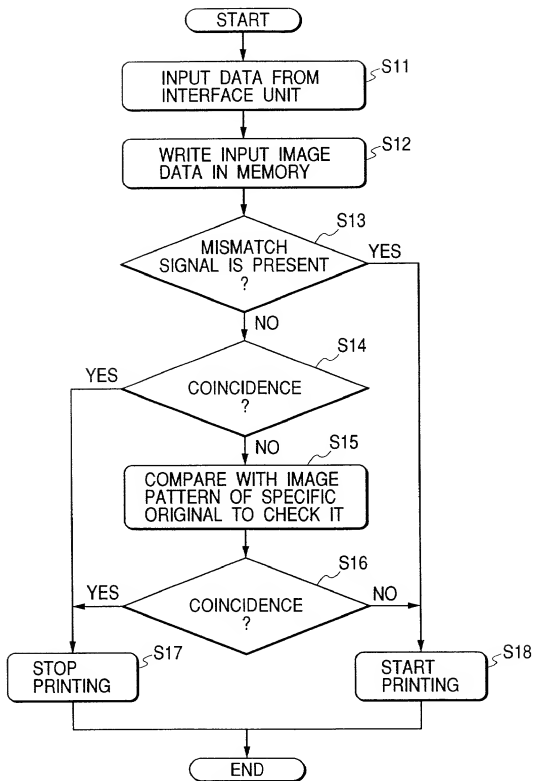 START
INPUT DATA FROM
INTERFACE UNIT
S11
WRITE INPUT IMAGE
DATA IN MEMORY
S12
S13
MISMATCH
SIGNAL IS PRESENT
?
YES
NO
S14
YES
COINCIDENCE
?
NO
S15
COMPARE WITH IMAGE
PATTERN OF SPECIFIC
ORIGINAL TO CHECK IT
S16
YES
COINCIDENCE
?
NO
S17
STOP
PRINTING
S18
START
PRINTING
END